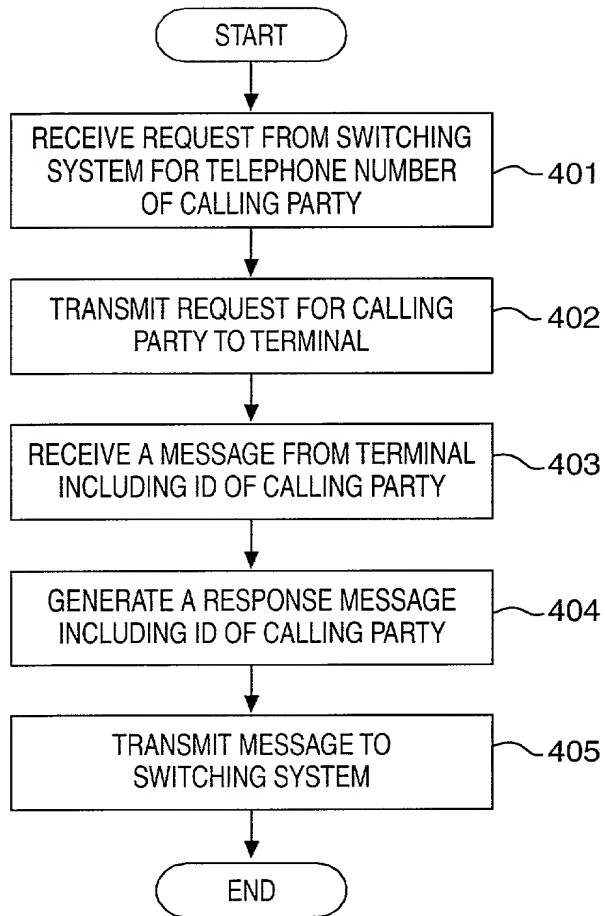 START
RECEIVE REQUEST FROM SWITCHING
SYSTEM FOR TELEPHONE NUMBER
OF CALLING PARTY
401
TRANSMIT REQUEST FOR CALLING
PARTY TO TERMINAL
402
RECEIVE A MESSAGE FROM TERMINAL
INCLUDING ID OF CALLING PARTY
403
GENERATE A RESPONSE MESSAGE
INCLUDING ID OF CALLING PARTY
404
TRANSMIT MESSAGE TO
SWITCHING SYSTEM
405
END